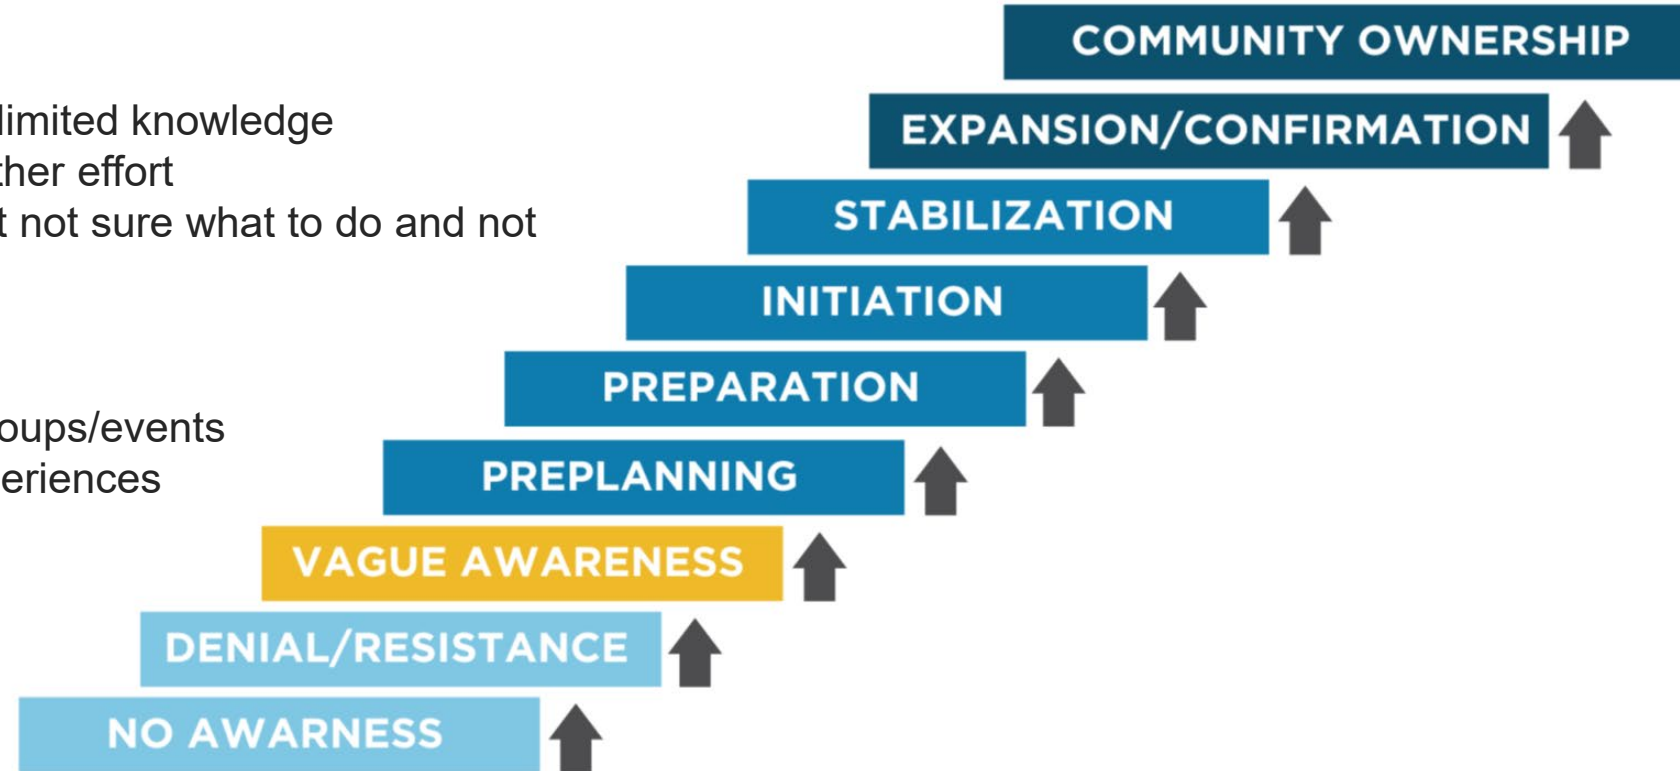 COMMUNITY OWNERSHIP
limited knowledge
EXPANSION/CONFIRMATION
ther effort
t not sure what to do and not
STABILIZATION
INITIATION
PREPARATION
oups/events
PREPLANNING
eriences
VAGUE AWARENESS
DENIAL/RESISTANCE
NO AWARNESS